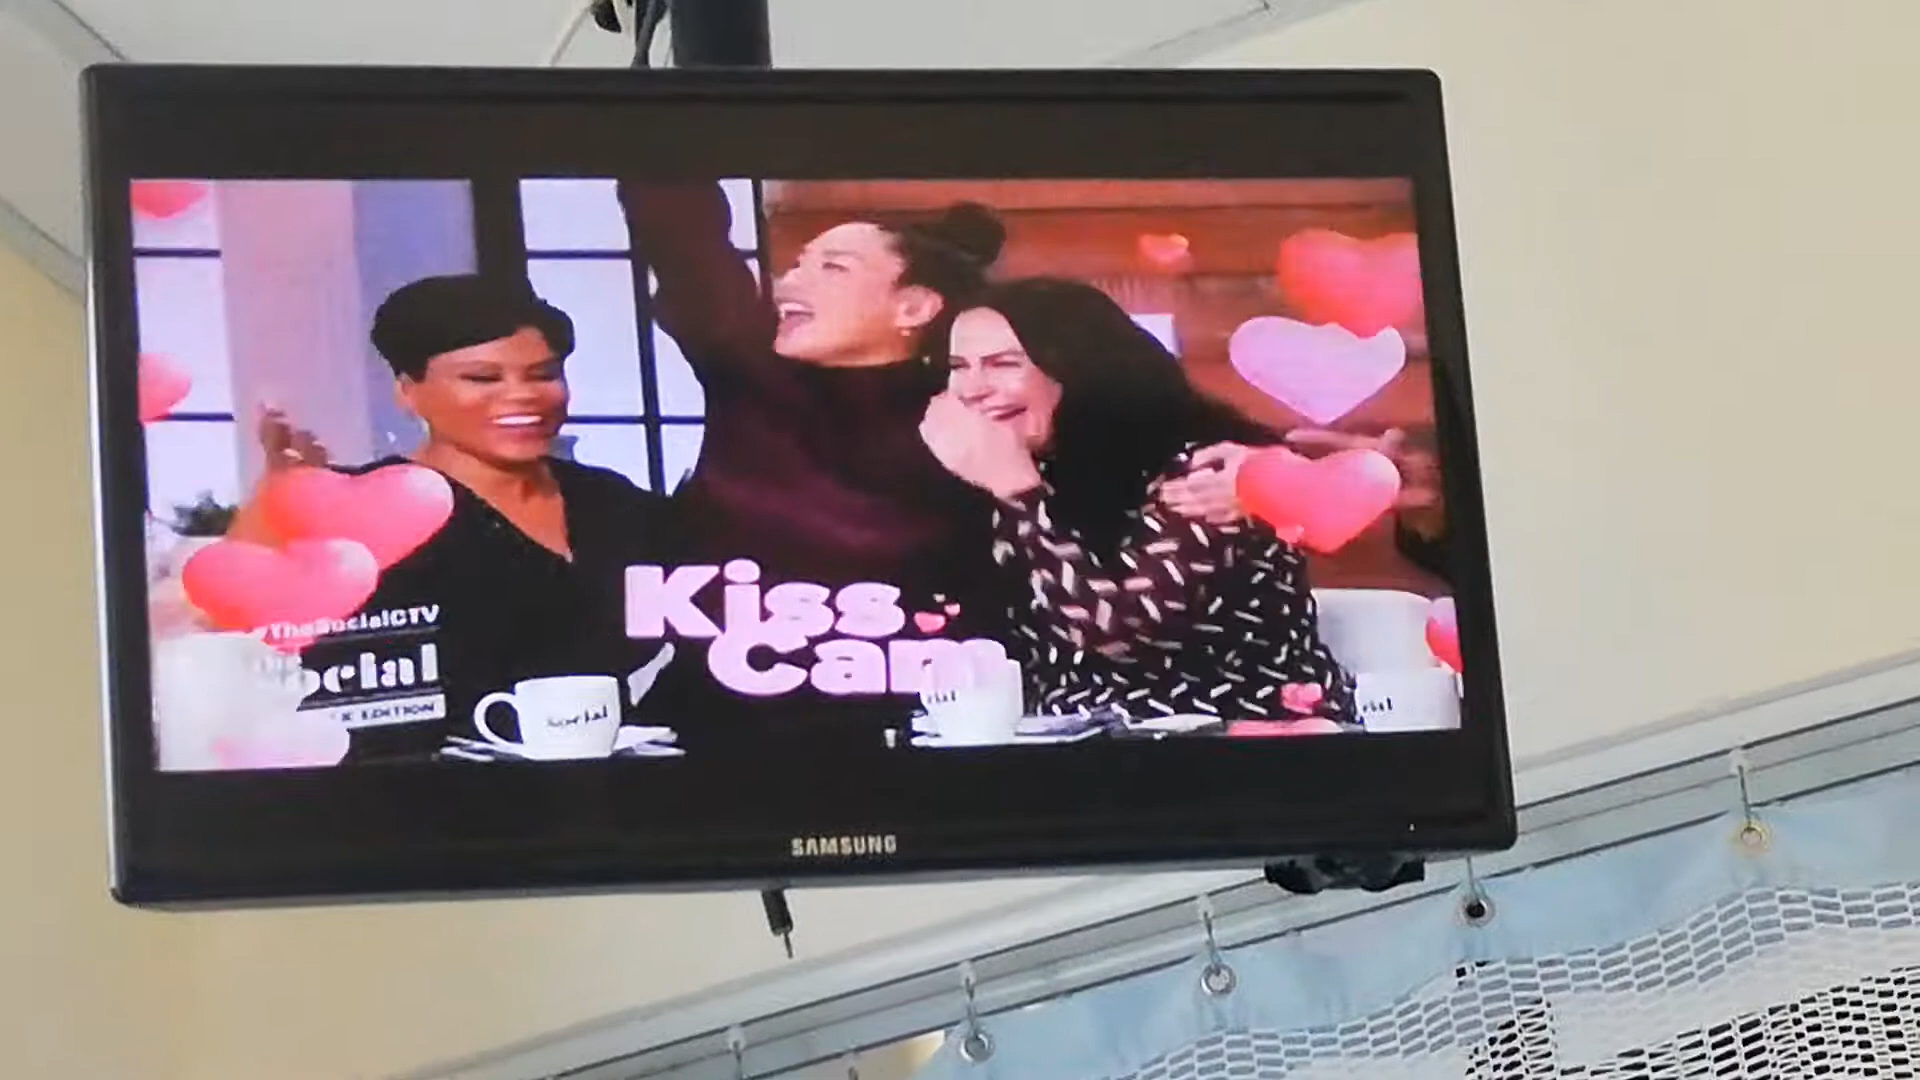 #TheSocialCTV
Social
EDITION
Kiss
Cam
Social
SAMSUNG